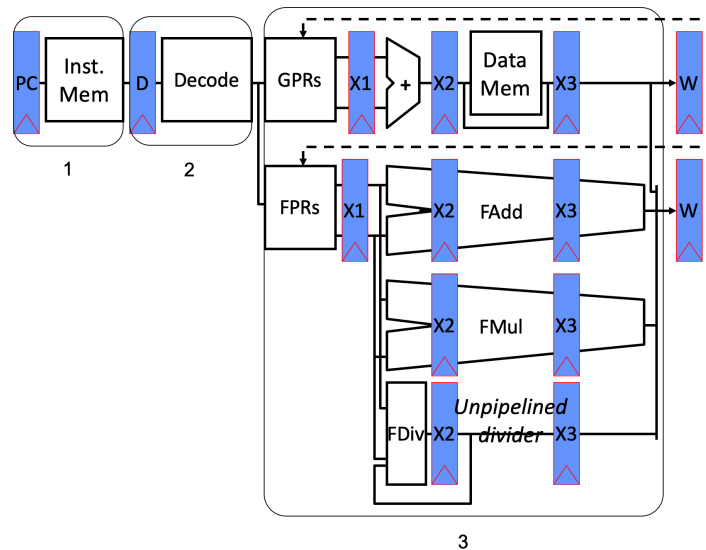 PC
Inst.
Mem
D
Decode
GPRs
X1
+
X2
Data
Mem
X3
W
1
2
FPRs
X1
X2
FAdd
X3
W
X2
FMul
X3
FDiv
X2
Unpipelined
divider
X3
3